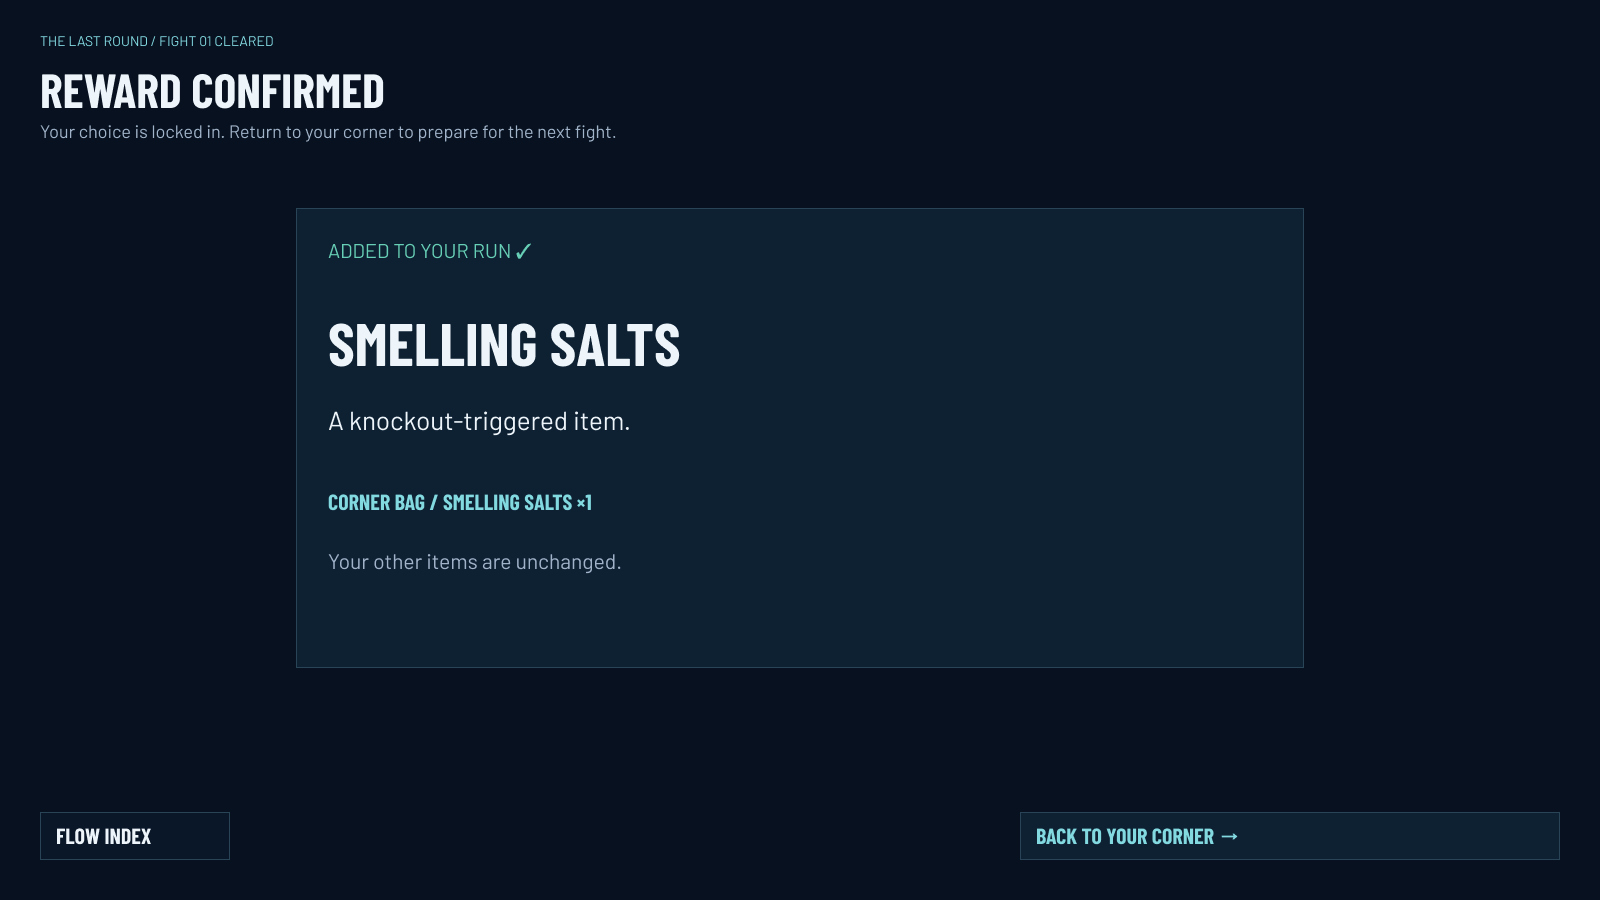 THE LAST ROUND / FIGHT 01 CLEARED
REWARD CONFIRMED
Your choice is locked in. Return to your corner to prepare for the next fight.
ADDED TO YOUR RUN ✓
SMELLING SALTS
A knockout-triggered item.
CORNER BAG / SMELLING SALTS ×1
Your other items are unchanged.
FLOW INDEX
BACK TO YOUR CORNER →